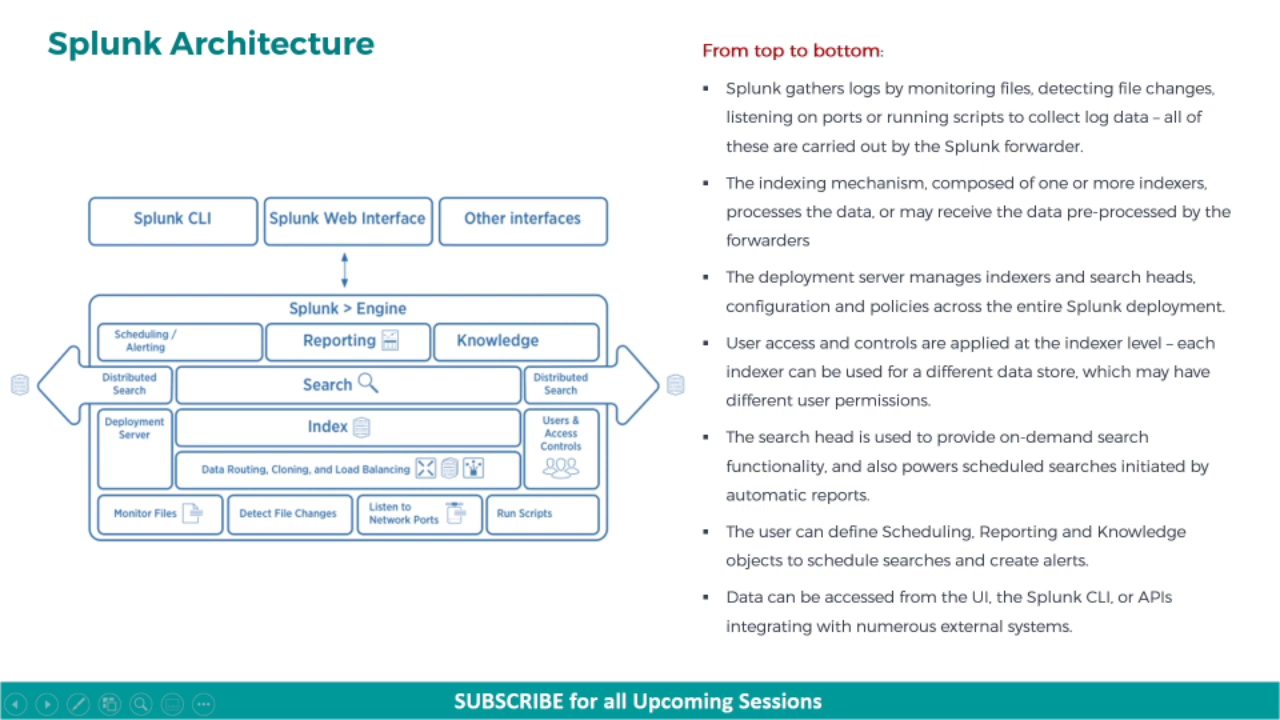 Splunk Architecture
Splunk CLI
Splunk Web Interface
Other interfaces
Splunk > Engine
Scheduling /
Alerting
Reporting
Knowledge
Distributed
Search
Search
Distributed
Search
Deployment
Server
Index
Users &
Access
Controls
Data Routing, Cloning, and Load Balancing
Monitor Files
Detect File Changes
Listen to
Network Ports
Run Scripts
From top to bottom:
▪ Splunk gathers logs by monitoring files, detecting file changes,
listening on ports or running scripts to collect log data – all of
these are carried out by the Splunk forwarder.
▪ The indexing mechanism, composed of one or more indexers,
processes the data, or may receive the data pre-processed by the
forwarders
▪ The deployment server manages indexers and search heads,
configuration and policies across the entire Splunk deployment.
▪ User access and controls are applied at the indexer level – each
indexer can be used for a different data store, which may have
different user permissions.
▪ The search head is used to provide on-demand search
functionality, and also powers scheduled searches initiated by
automatic reports.
▪ The user can define Scheduling, Reporting and Knowledge
objects to schedule searches and create alerts.
▪ Data can be accessed from the UI, the Splunk CLI, or APIs
integrating with numerous external systems.
SUBSCRIBE for all Upcoming Sessions